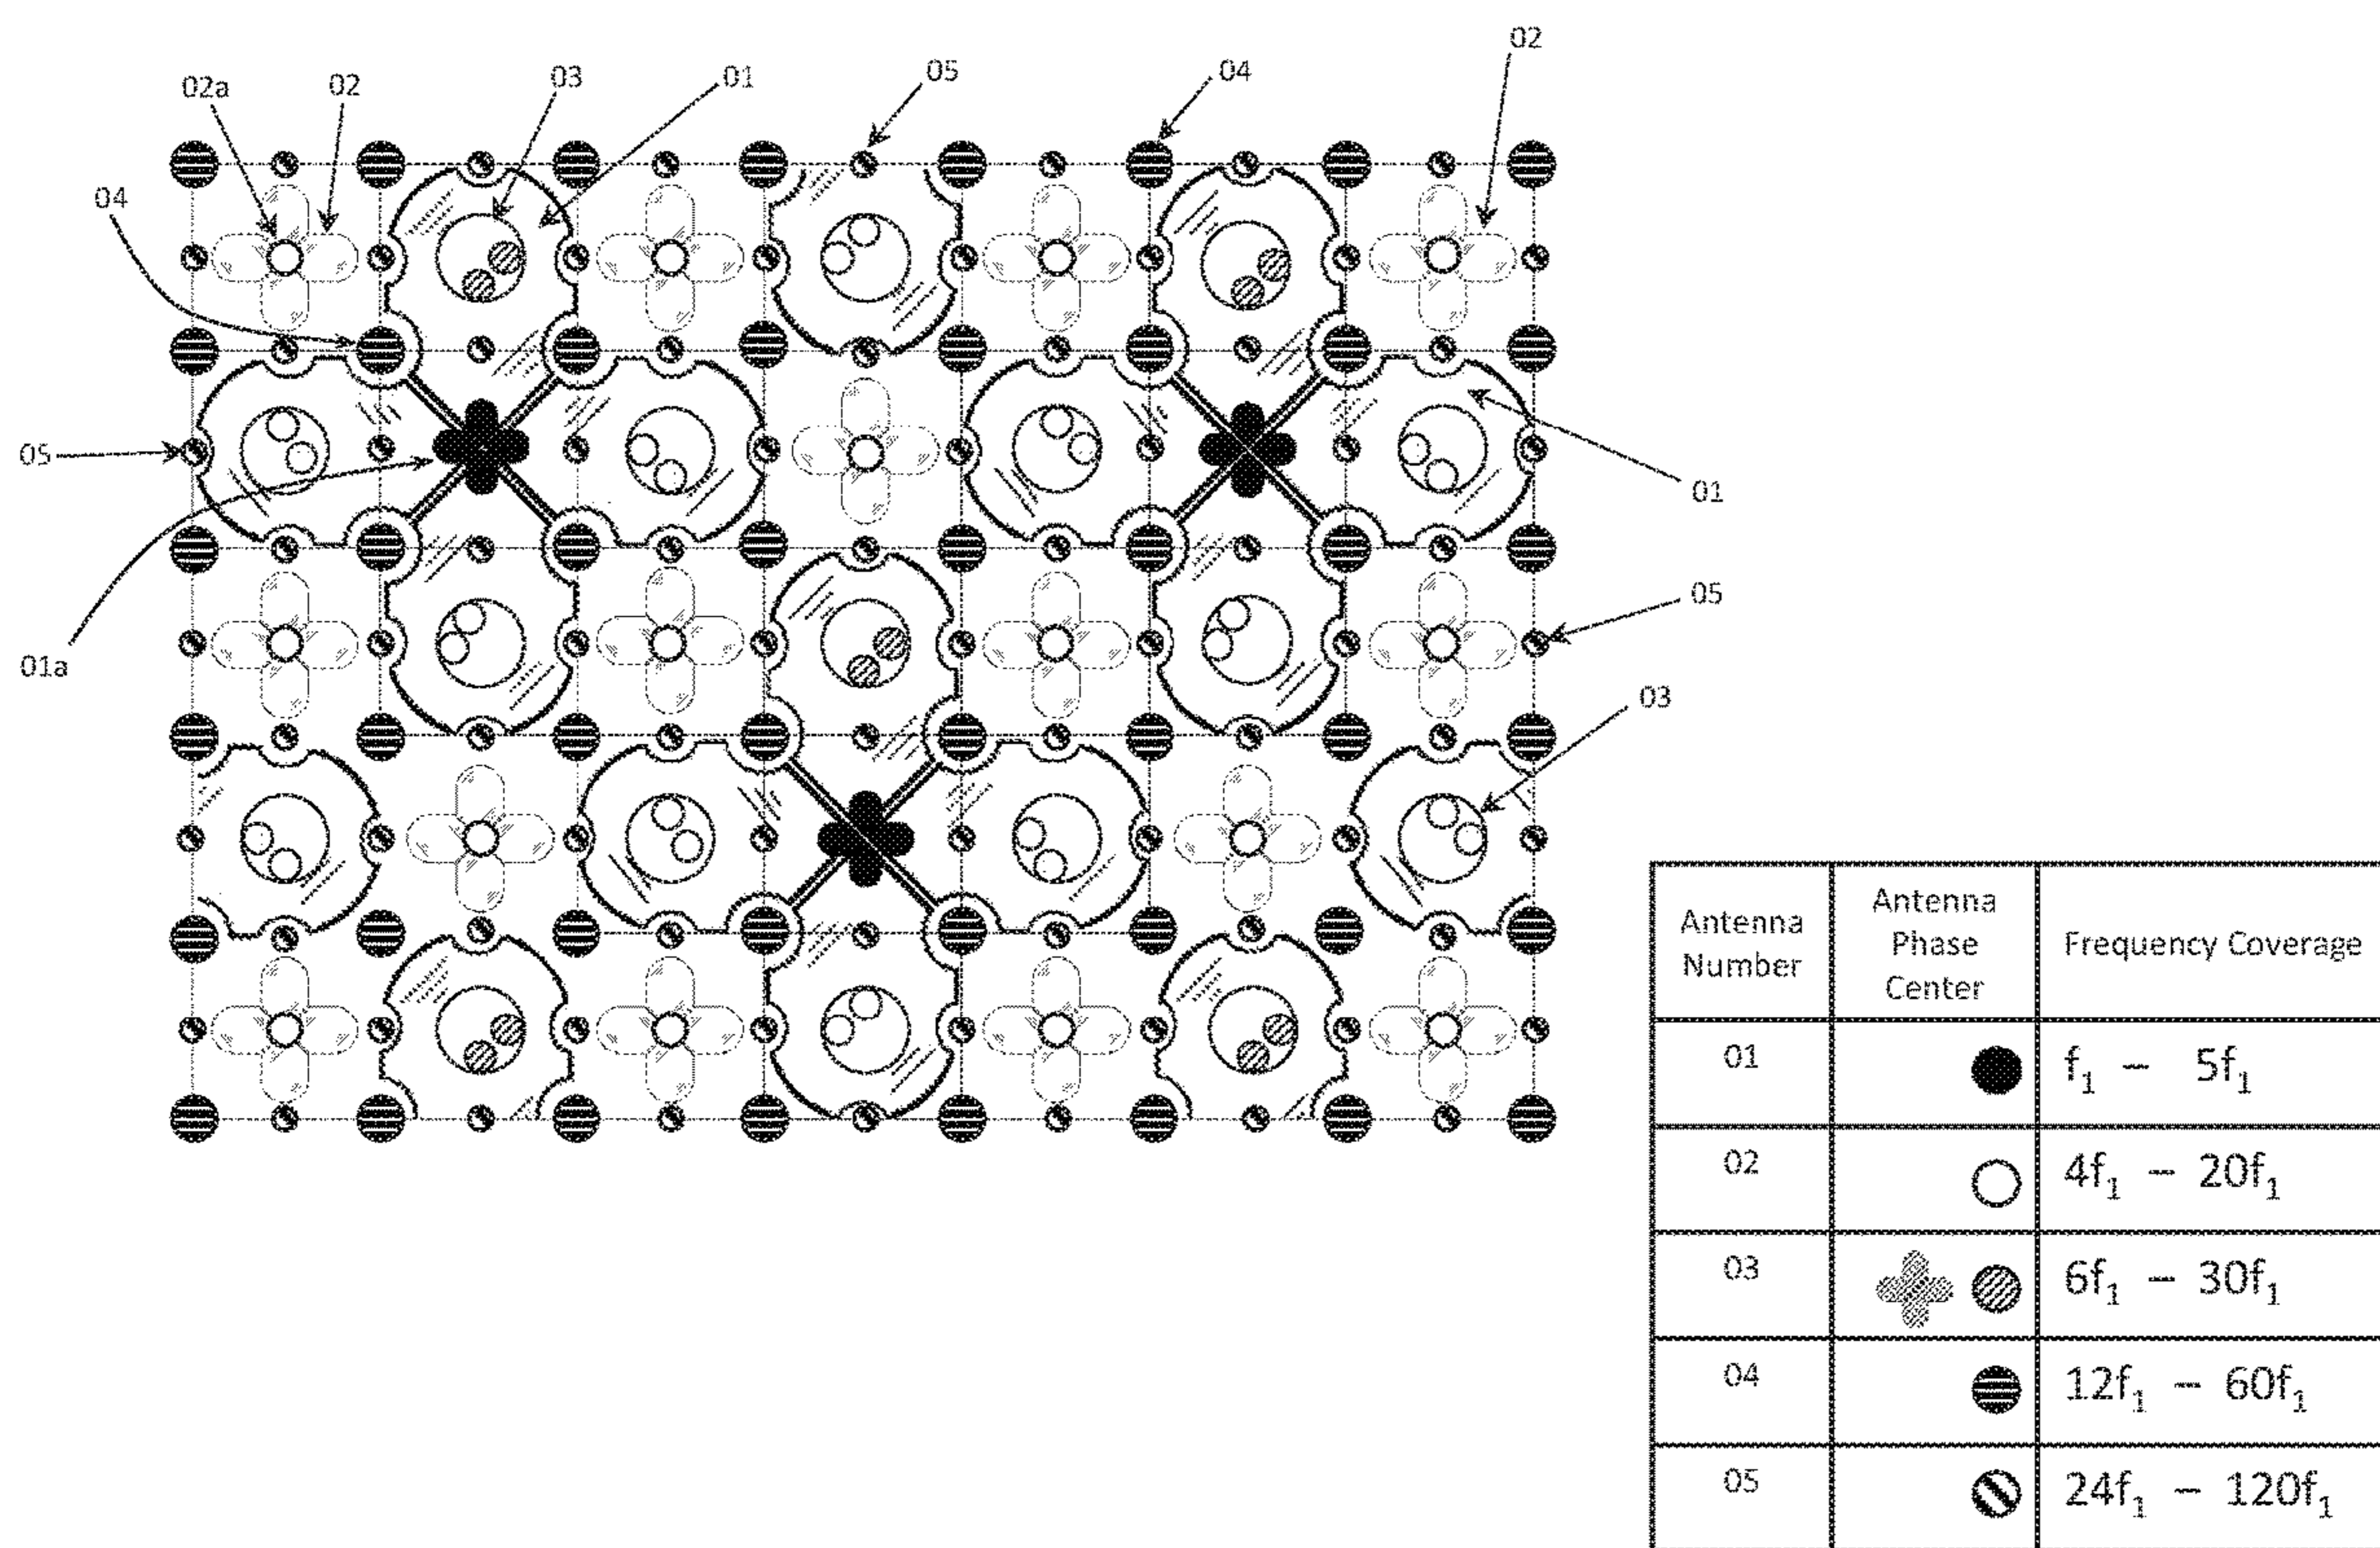 02
02a
02
03
01
05
04
04
05
01
01a
05
03
Antenna Number
Antenna Phase Center
Frequency Coverage
01
f₁ – 5f₁
02
4f₁ – 20f₁
03
6f₁ – 30f₁
04
12f₁ – 60f₁
05
24f₁ – 120f₁